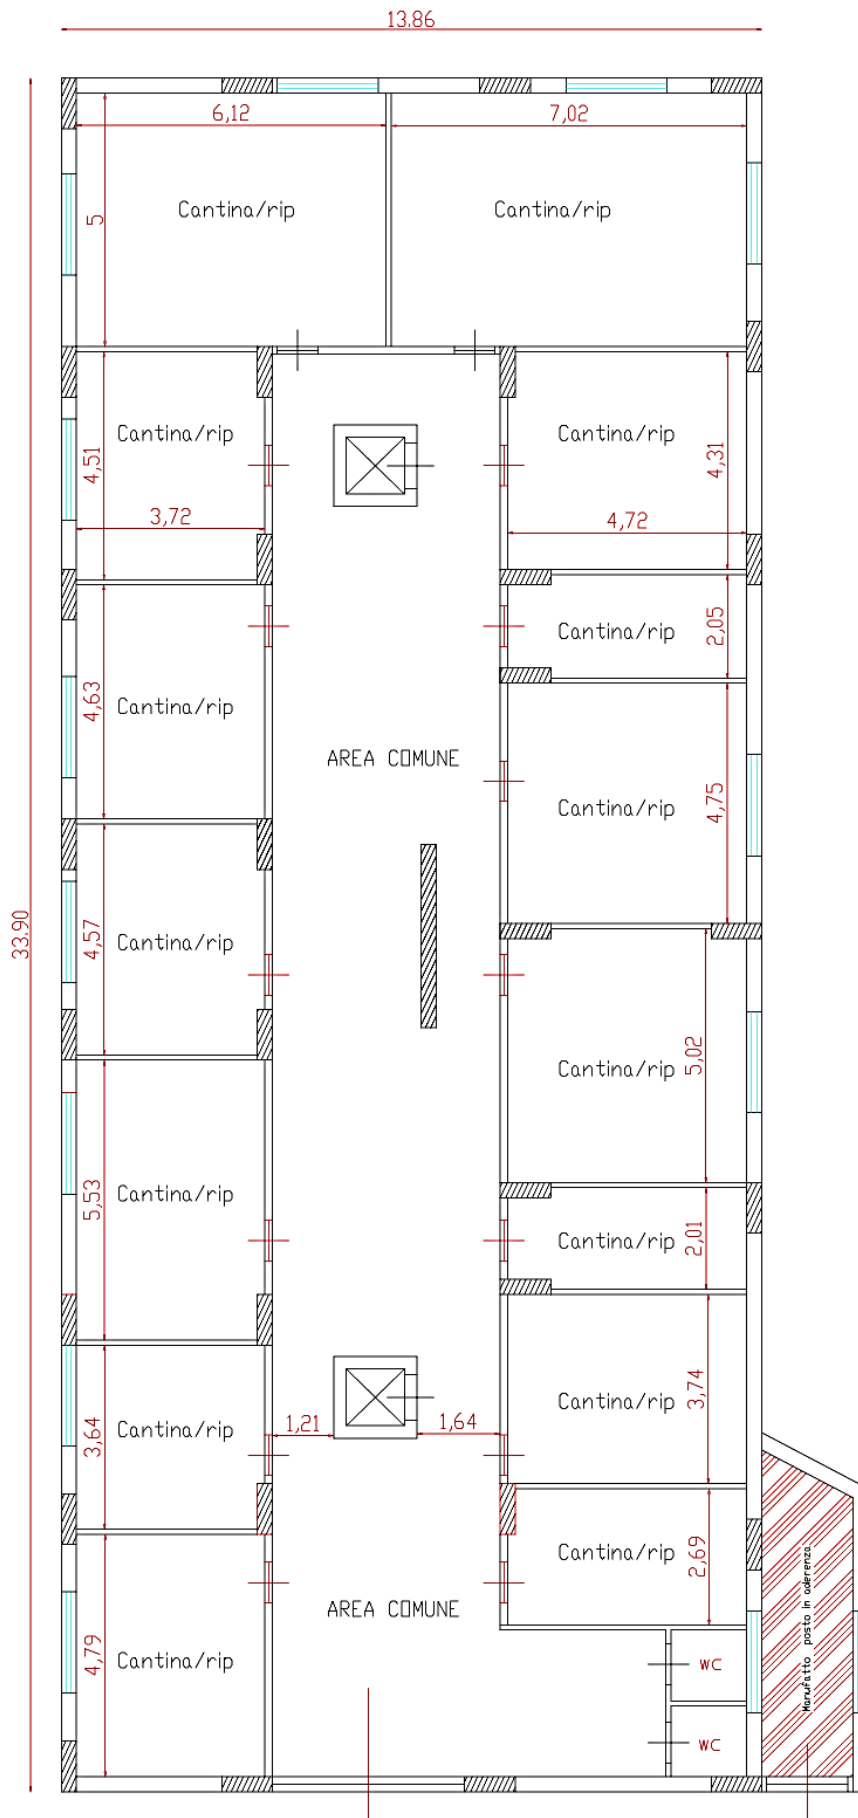 13.86
6,12
7,02
5
Cantina/rip
Cantina/rip
4,51
Cantina/rip
3,72
Cantina/rip
4,31
4,72
Cantina/rip
2,05
4,63
Cantina/rip
AREA COMUNE
Cantina/rip
4,75
33.90
4,57
Cantina/rip
Cantina/rip
5,02
5,53
Cantina/rip
Cantina/rip
2,01
3,64
Cantina/rip
1,21
1,64
Cantina/rip
3,74
Cantina/rip
2,69
AREA COMUNE
4,79
Cantina/rip
WC
WC
Manufatto posto in aderenza